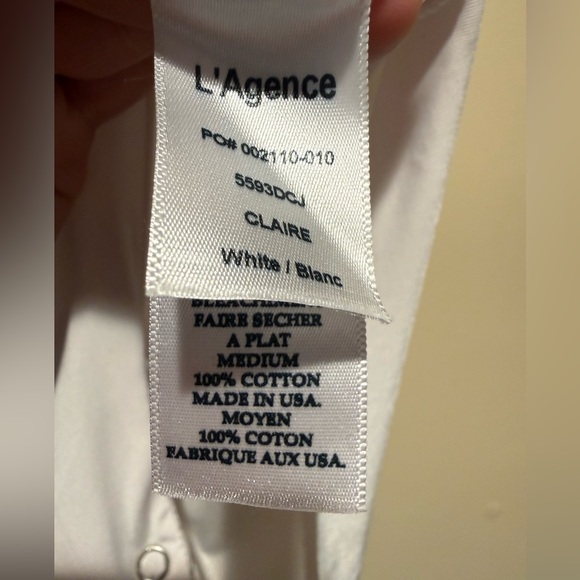 L'Agence
PO# 002110-010
5593DCJ
CLAIRE
White / Blanc
FAIRE SECHER
A PLAT
MEDIUM
100% COTTON
MADE IN USA.
MOYEN
100% COTON
FABRIQUE AUX USA.